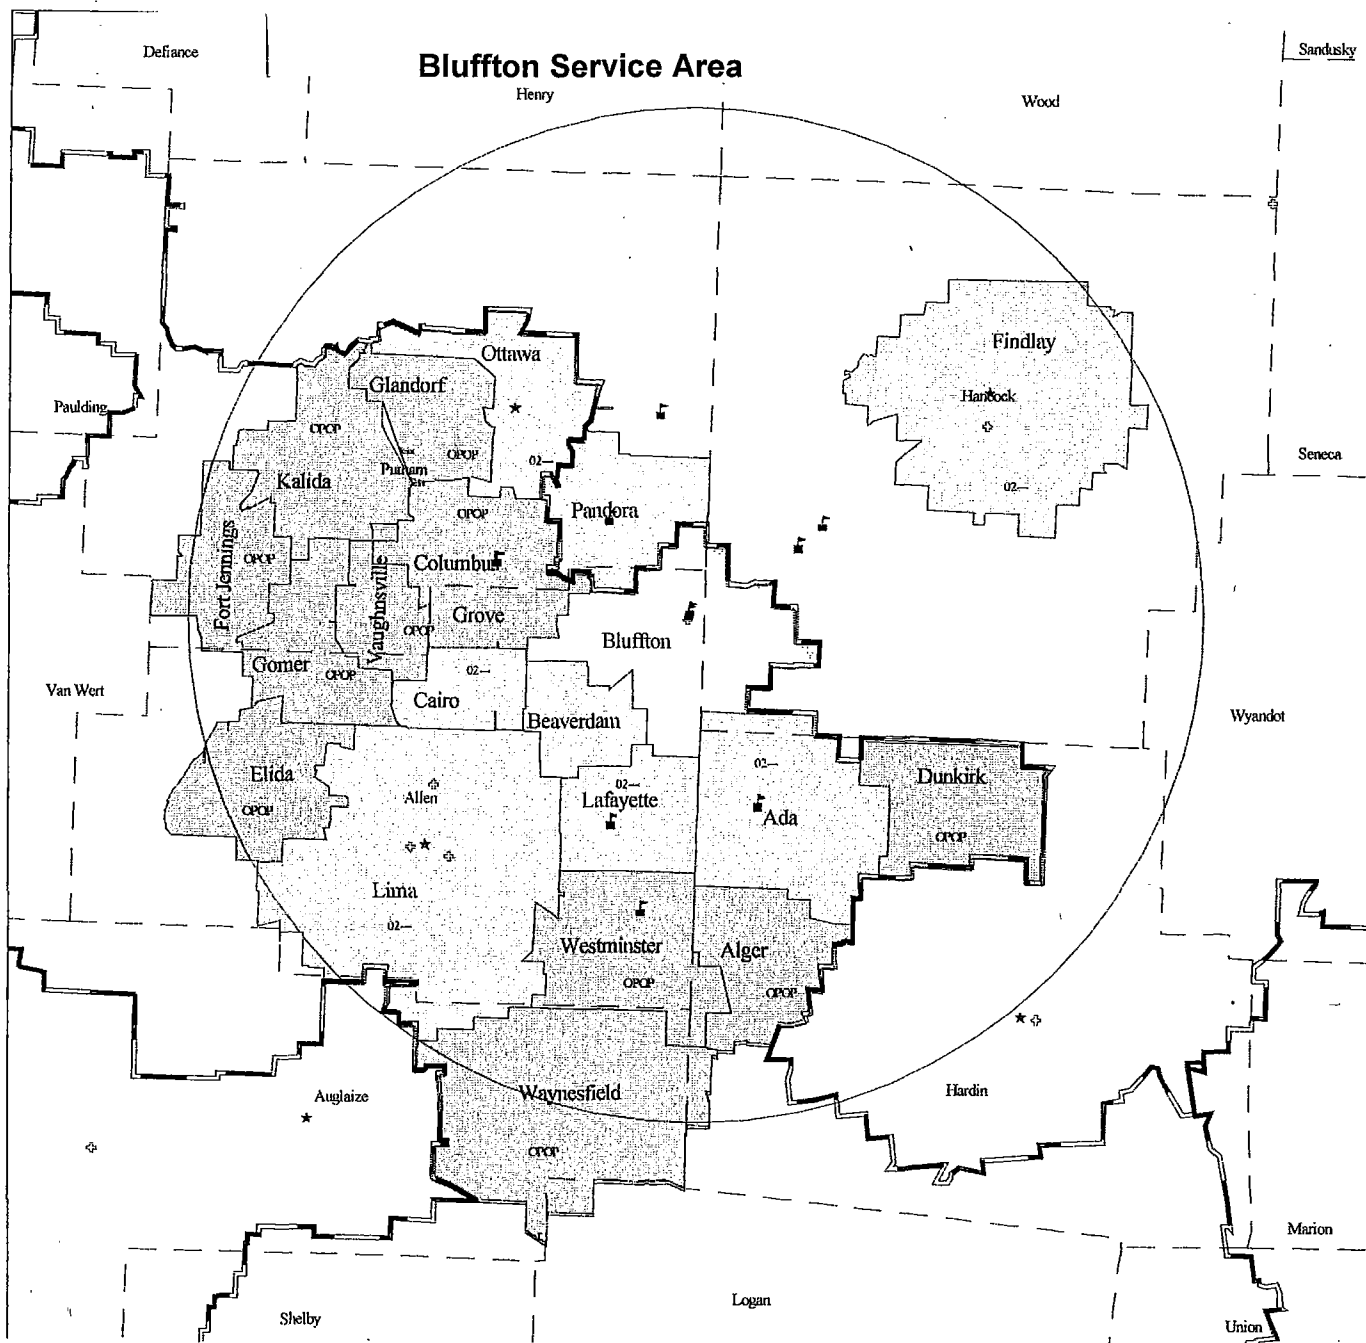 Defiance
Sandusky
Bluffton Service Area
Henry
Wood
Ottawa
Findlay
Glandorf
Hancock
Paulding
OPOP
OPOP
Putnam
Seneca
02
Kalida
02
OPOP
Pandora
Fort Jennings
OPOP
Vaughnsville
Columbus
Grove
OPOP
Bluffton
Gomer
OPOP
02
Van Wert
Cairo
Beaverdam
Wyandot
Elida
02
Dunkirk
Allen
Lafayette
OPOP
Ada
OPOP
Lima
02
Westminster
Alger
OPOP
OPOP
Auglaize
Waynesfield
Hardin
OPOP
Marion
Logan
Shelby
Union